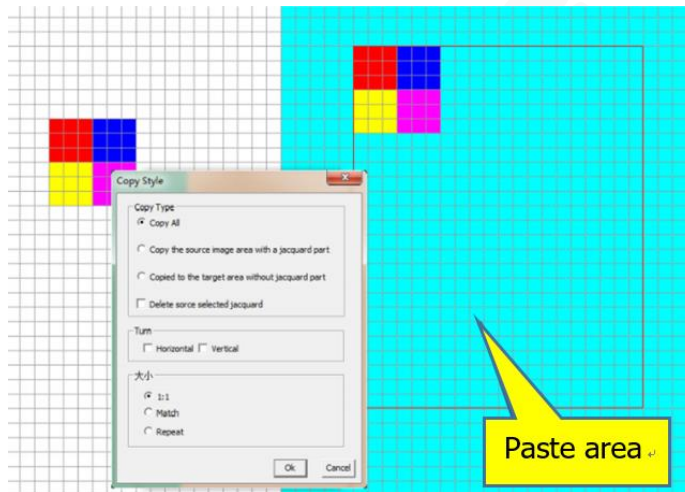 Copy Style
Copy Type
Copy All
Copy the source image area with a jacquard part
Copied to the target area without jacquard part
Delete sorce selected jacquard
Turn
Horizontal Vertical
大小
1:1
Match
Repeat
Ok Cancel
Paste area